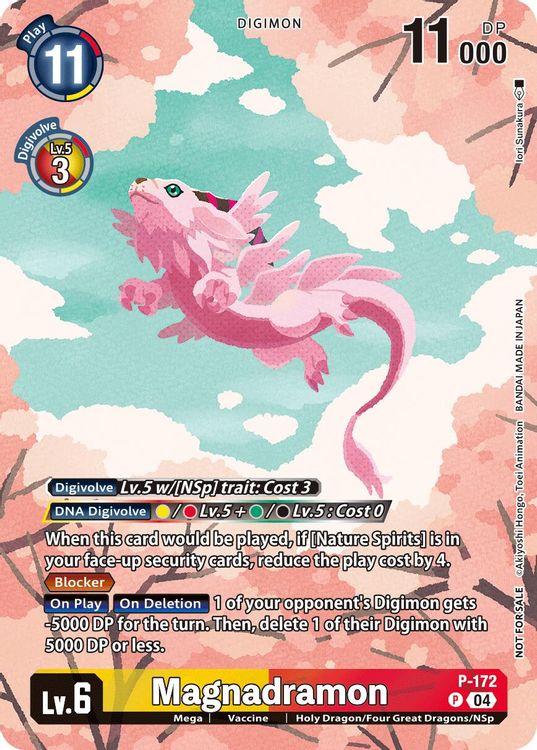 DIGIMON
Play
11
11000
DP
Digivolve
Lv.5
3
Iori Sunakura
Digivolve Lv.5 w/[NSp] trait: Cost 3
DNA Digivolve / Lv.5 + / Lv.5 : Cost 0
When this card would be played, if [Nature Spirits] is in
your face-up security cards, reduce the play cost by 4.
Blocker
On Play On Deletion 1 of your opponent's Digimon gets
-5000 DP for the turn. Then, delete 1 of their Digimon with
5000 DP or less.
NOT FOR SALE ©Akiyoshi Hongo, Toei Animation BANDAI MADE IN JAPAN
P-172
Lv.6 Magnadramon P 04
Mega Vaccine Holy Dragon/Four Great Dragons/NSp